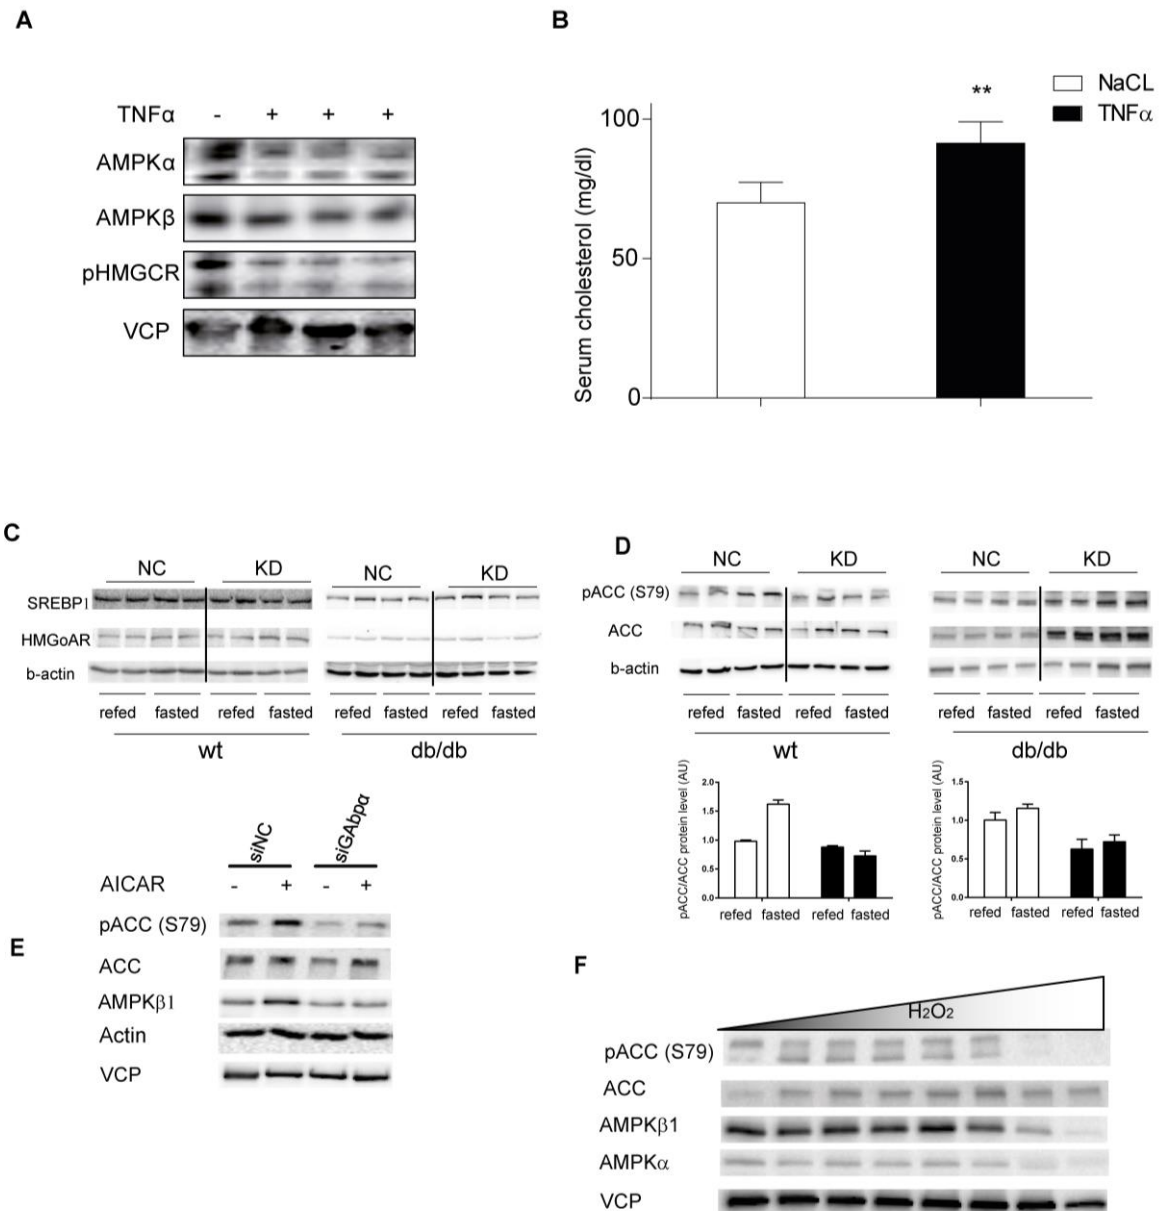 A
TNFα - + + +
AMPKα
AMPKβ
pHMGCR
VCP
B
NaCL
TNFα
**
Serum cholesterol (mg/dl)
100
50
0
C
NC KD NC KD
SREBP1
HMGoAR
b-actin
refed fasted refed fasted refed fasted refed fasted
wt db/db
D
NC KD NC KD
pACC (S79)
ACC
b-actin
refed fasted refed fasted refed fasted refed fasted
wt db/db
pACC/ACC protein level (AU)
2.0
1.5
1.0
0.5
0.0
refed fasted refed fasted
pACC/ACC protein level (AU)
1.5
1.0
0.5
0.0
refed fasted refed fasted
E
siNC siGAbpα
AICAR - + - +
pACC (S79)
ACC
AMPKβ1
Actin
VCP
F
H2O2
pACC (S79)
ACC
AMPKβ1
AMPKα
VCP